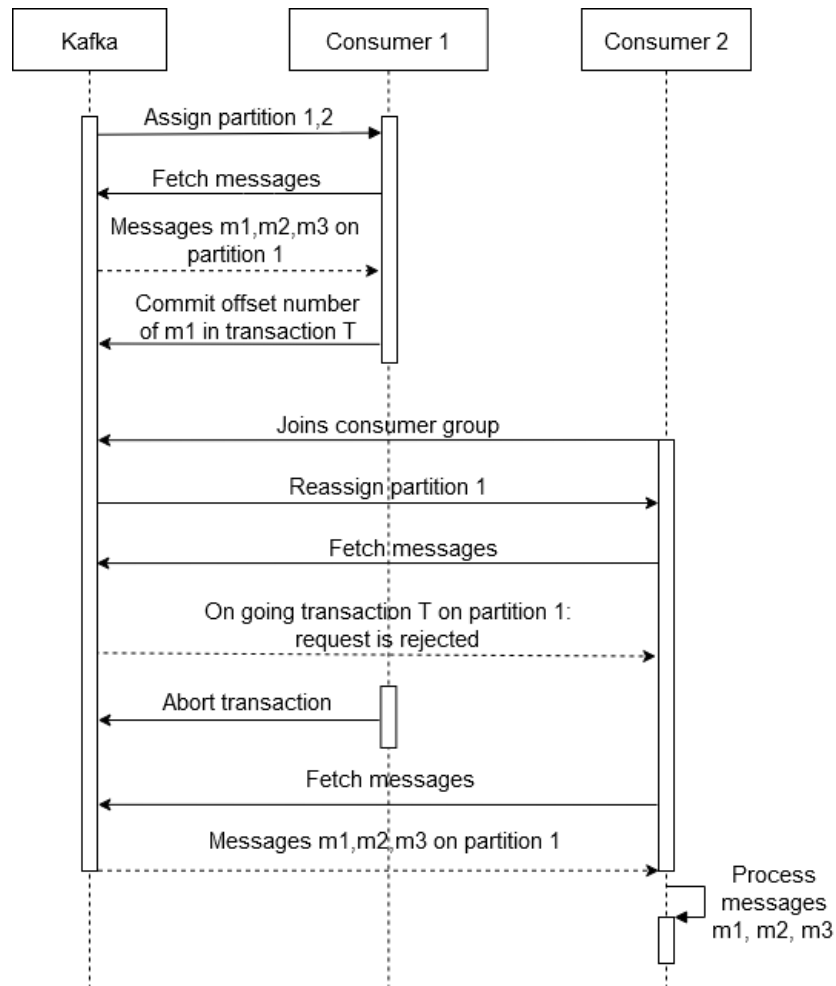 Kafka
Consumer 1
Consumer 2
Assign partition 1,2
Fetch messages
Messages m1,m2,m3 on
partition 1
Commit offset number
of m1 in transaction T
Joins consumer group
Reassign partition 1
Fetch messages
On going transaction T on partition 1:
request is rejected
Abort transaction
Fetch messages
Messages m1,m2,m3 on partition 1
Process
messages
m1, m2, m3